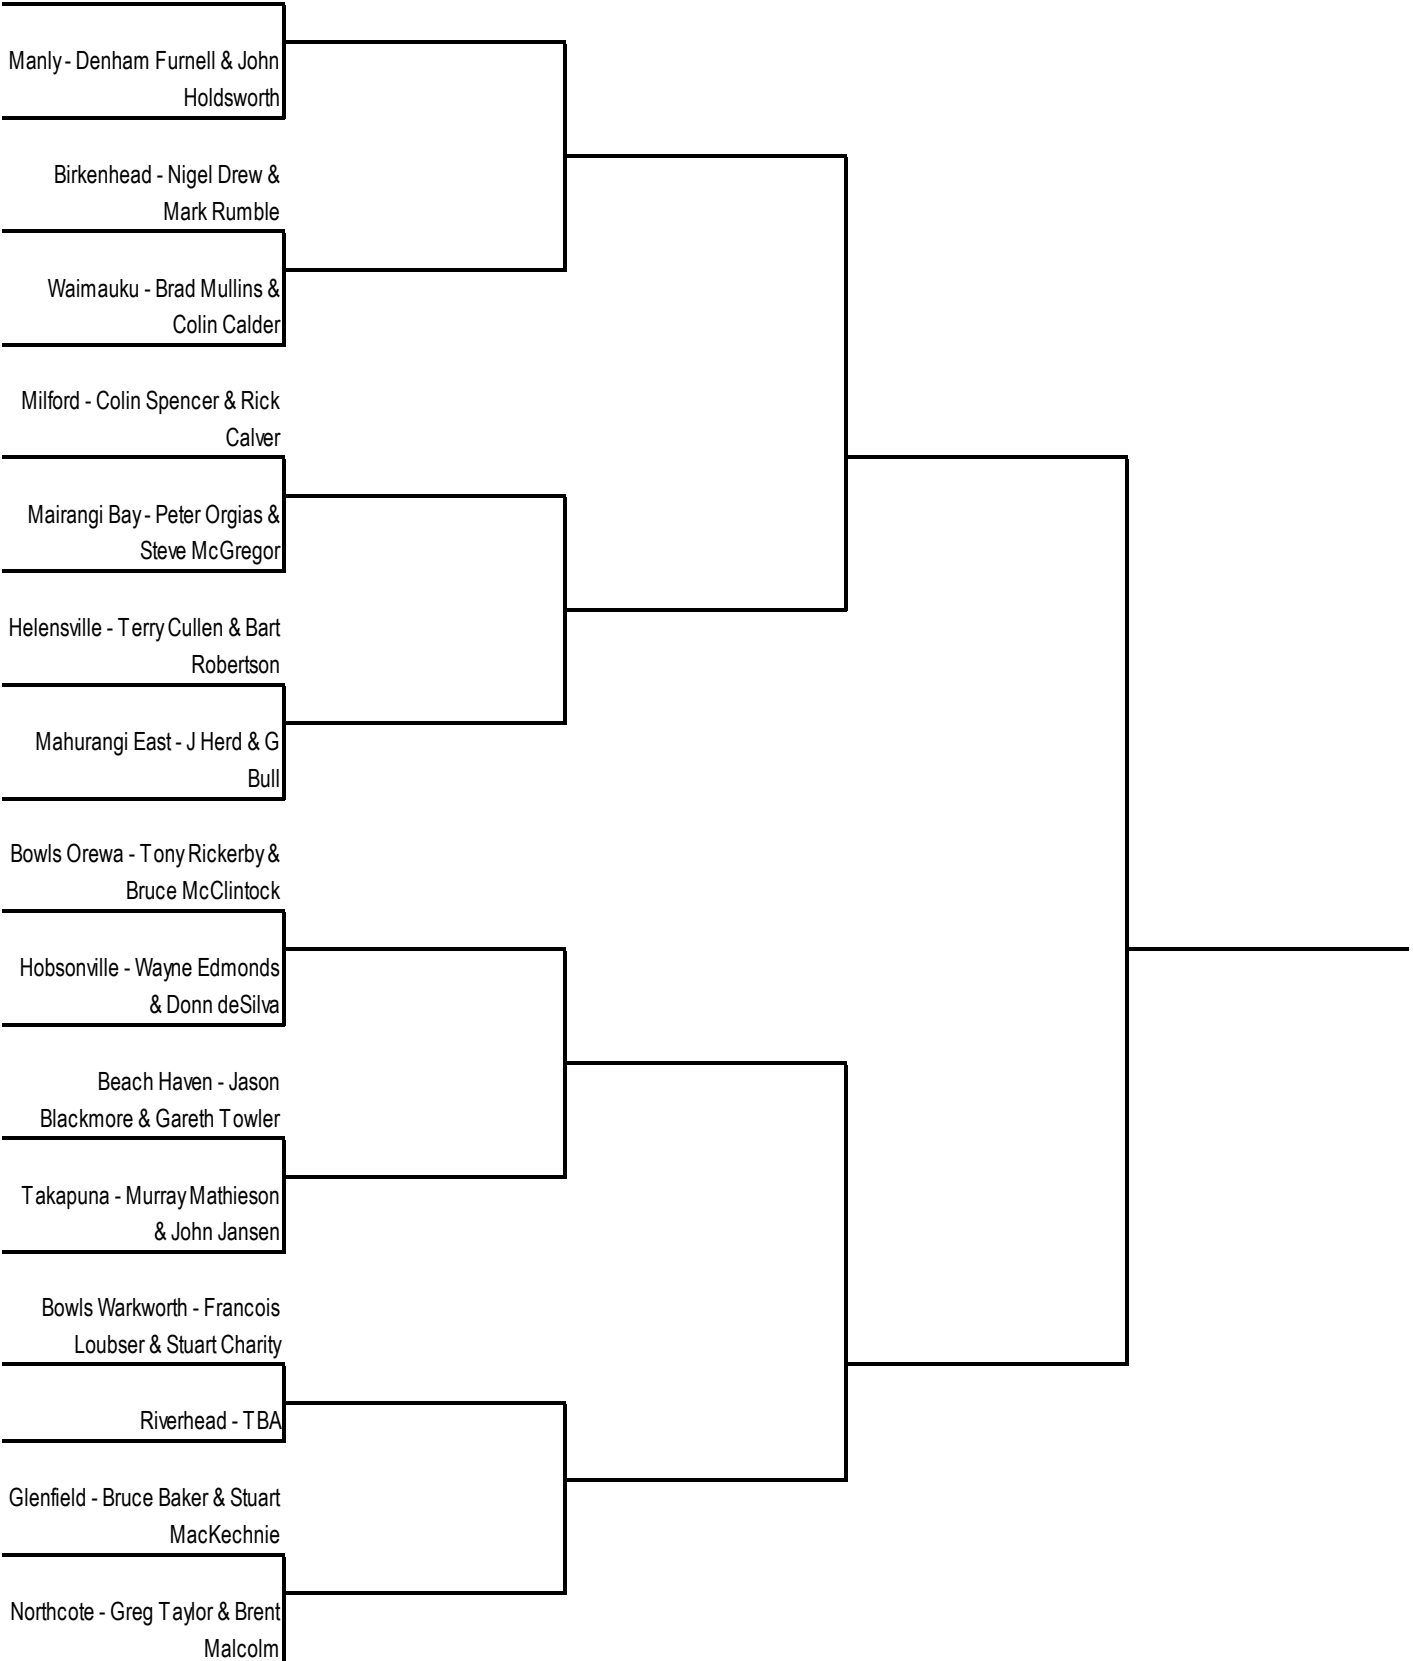 Manly - Denham Furnell & John
Holdsworth
Birkenhead - Nigel Drew &
Mark Rumble
Waimauku - Brad Mullins &
Colin Calder
Milford - Colin Spencer & Rick
Calver
Mairangi Bay - Peter Orgias &
Steve McGregor
Helensville - Terry Cullen & Bart
Robertson
Mahurangi East - J Herd & G
Bull
Bowls Orewa - Tony Rickerby &
Bruce McClintock
Hobsonville - Wayne Edmonds
& Donn deSilva
Beach Haven - Jason
Blackmore & Gareth Towler
Takapuna - Murray Mathieson
& John Jansen
Bowls Warkworth - Francois
Loubser & Stuart Charity
Riverhead - TBA
Glenfield - Bruce Baker & Stuart
MacKechnie
Northcote - Greg Taylor & Brent
Malcolm